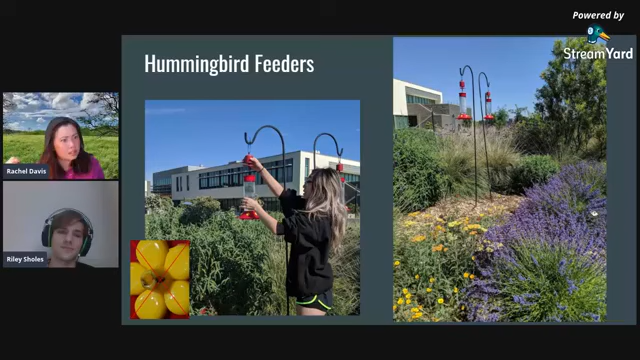 Powered by
StreamYard
Hummingbird Feeders
Rachel Davis
Riley Sholes